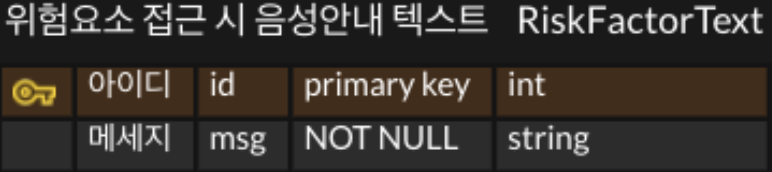 위험요소 접근 시 음성안내 텍스트 RiskFactorText
아이디 id primary key int
메세지 msg NOT NULL string